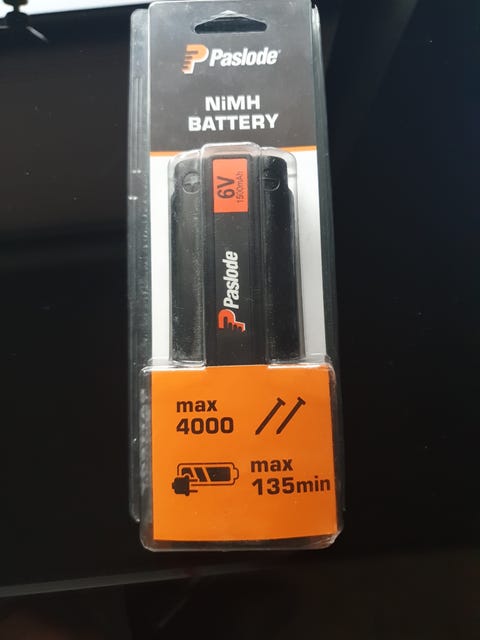 Paslode
NiMH
BATTERY
6V
1500mAh
Paslode
max
4000
max
135min